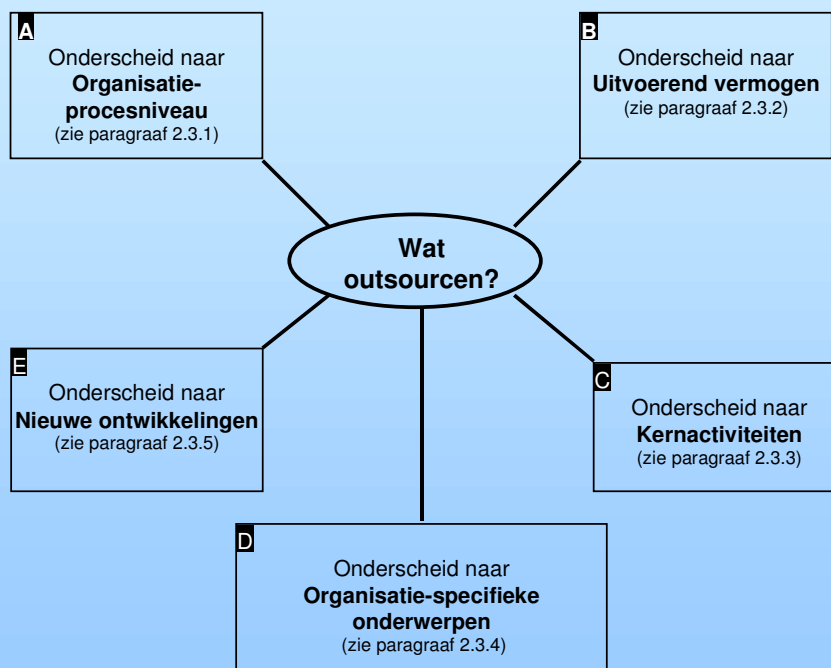 A
Onderscheid naar
Organisatie-
procesniveau
(zie paragraaf 2.3.1)
B
Onderscheid naar
Uitvoerend vermogen
(zie paragraaf 2.3.2)
Wat
outsourcen?
E
Onderscheid naar
Nieuwe ontwikkelingen
(zie paragraaf 2.3.5)
C
Onderscheid naar
Kernactiviteiten
(zie paragraaf 2.3.3)
D
Onderscheid naar
Organisatie-specifieke
onderwerpen
(zie paragraaf 2.3.4)